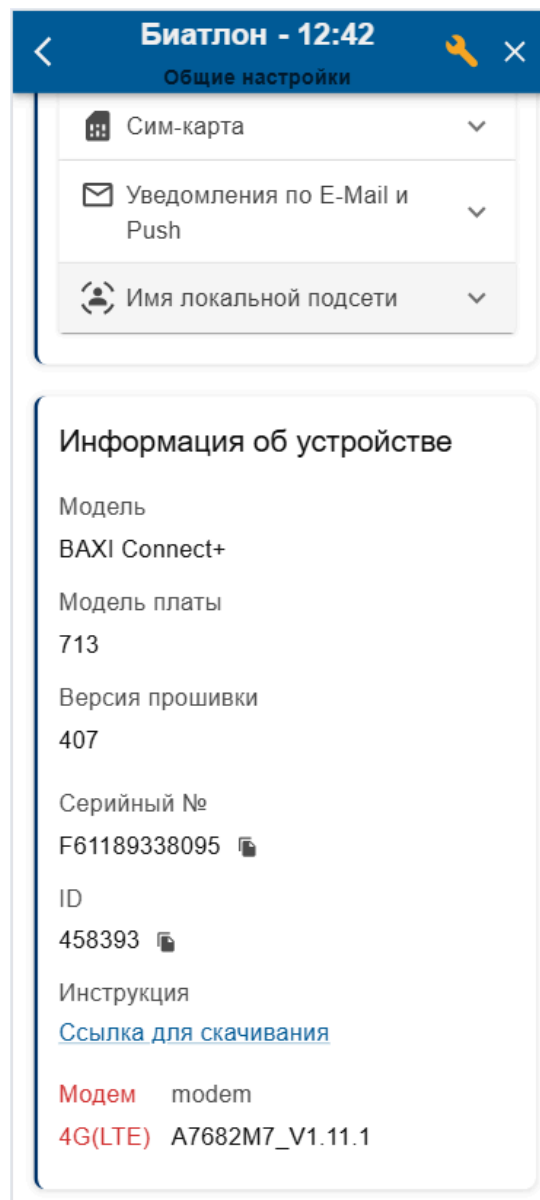 Биатлон - 12:42
Общие настройки
Сим-карта
Уведомления по E-Mail и
Push
Имя локальной подсети
Информация об устройстве
Модель
BAXI Connect+
Модель платы
713
Версия прошивки
407
Серийный №
F61189338095
ID
458393
Инструкция
Ссылка для скачивания
Модем modem
4G(LTE) A7682M7_V1.11.1